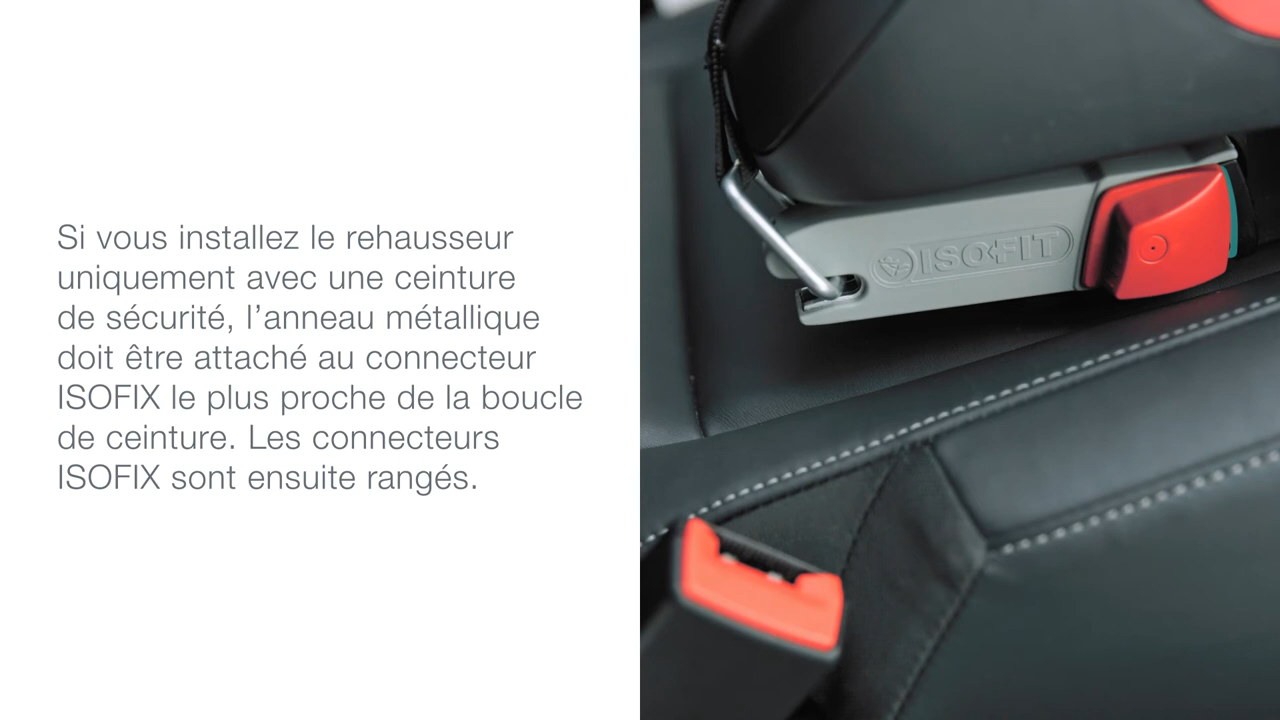 Si vous installez le rehausseur
uniquement avec une ceinture
de sécurité, l’anneau métallique
doit être attaché au connecteur
ISOFIX le plus proche de la boucle
de ceinture. Les connecteurs
ISOFIX sont ensuite rangés.
ISOFIT